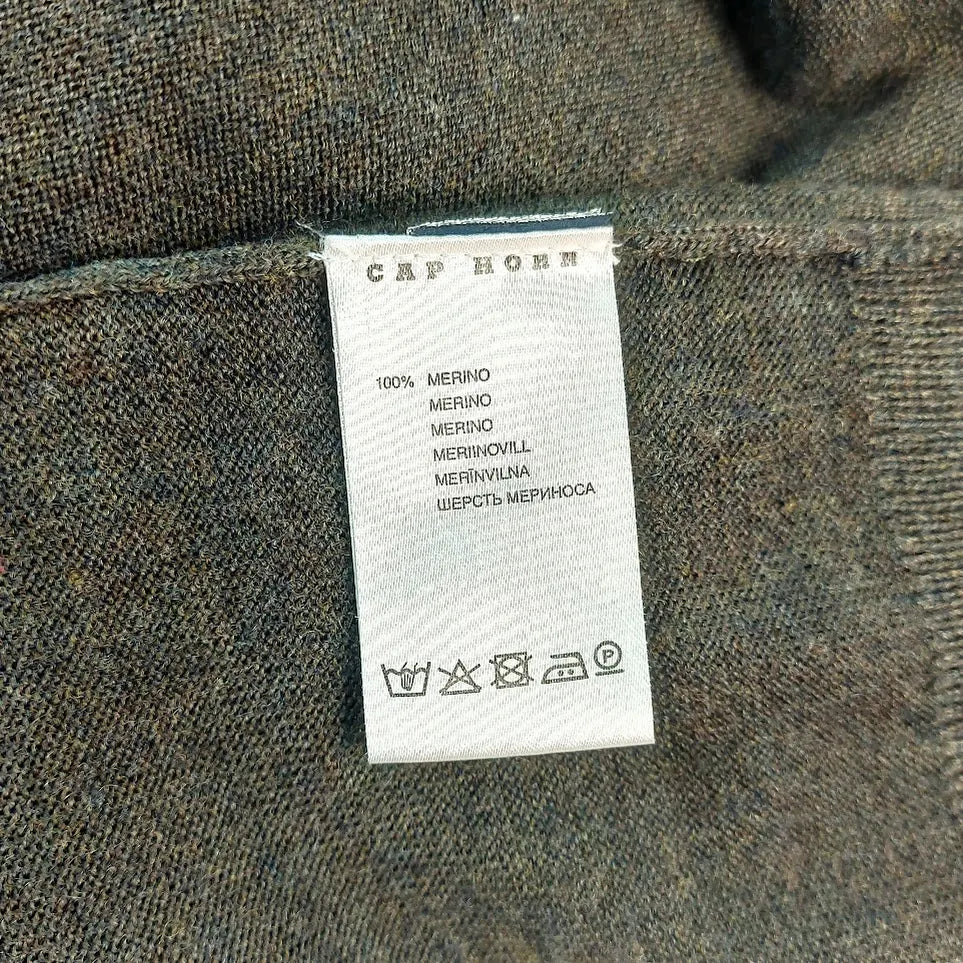 CAP HORN
100% MERINO
MERINO
MERINO
MERIINOVILL
MERĪNVILNA
ШЕРСТЬ МЕРИНОСА
P